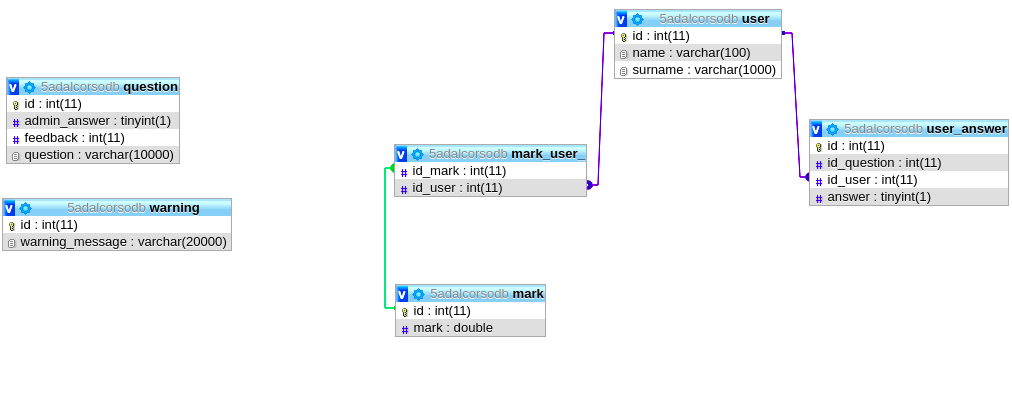 v 5adalcorsodb user
id : int(11)
name : varchar(100)
surname : varchar(1000)
v 5adalcorsodb question
id : int(11)
# admin_answer : tinyint(1)
# feedback : int(11)
question : varchar(10000)
v 5adalcorsodb user_answer
id : int(11)
# id_question : int(11)
# id_user : int(11)
# answer : tinyint(1)
v 5adalcorsodb mark_user_
# id_mark : int(11)
# id_user : int(11)
v 5adalcorsodb warning
id : int(11)
warning_message : varchar(20000)
v 5adalcorsodb mark
id : int(11)
# mark : double